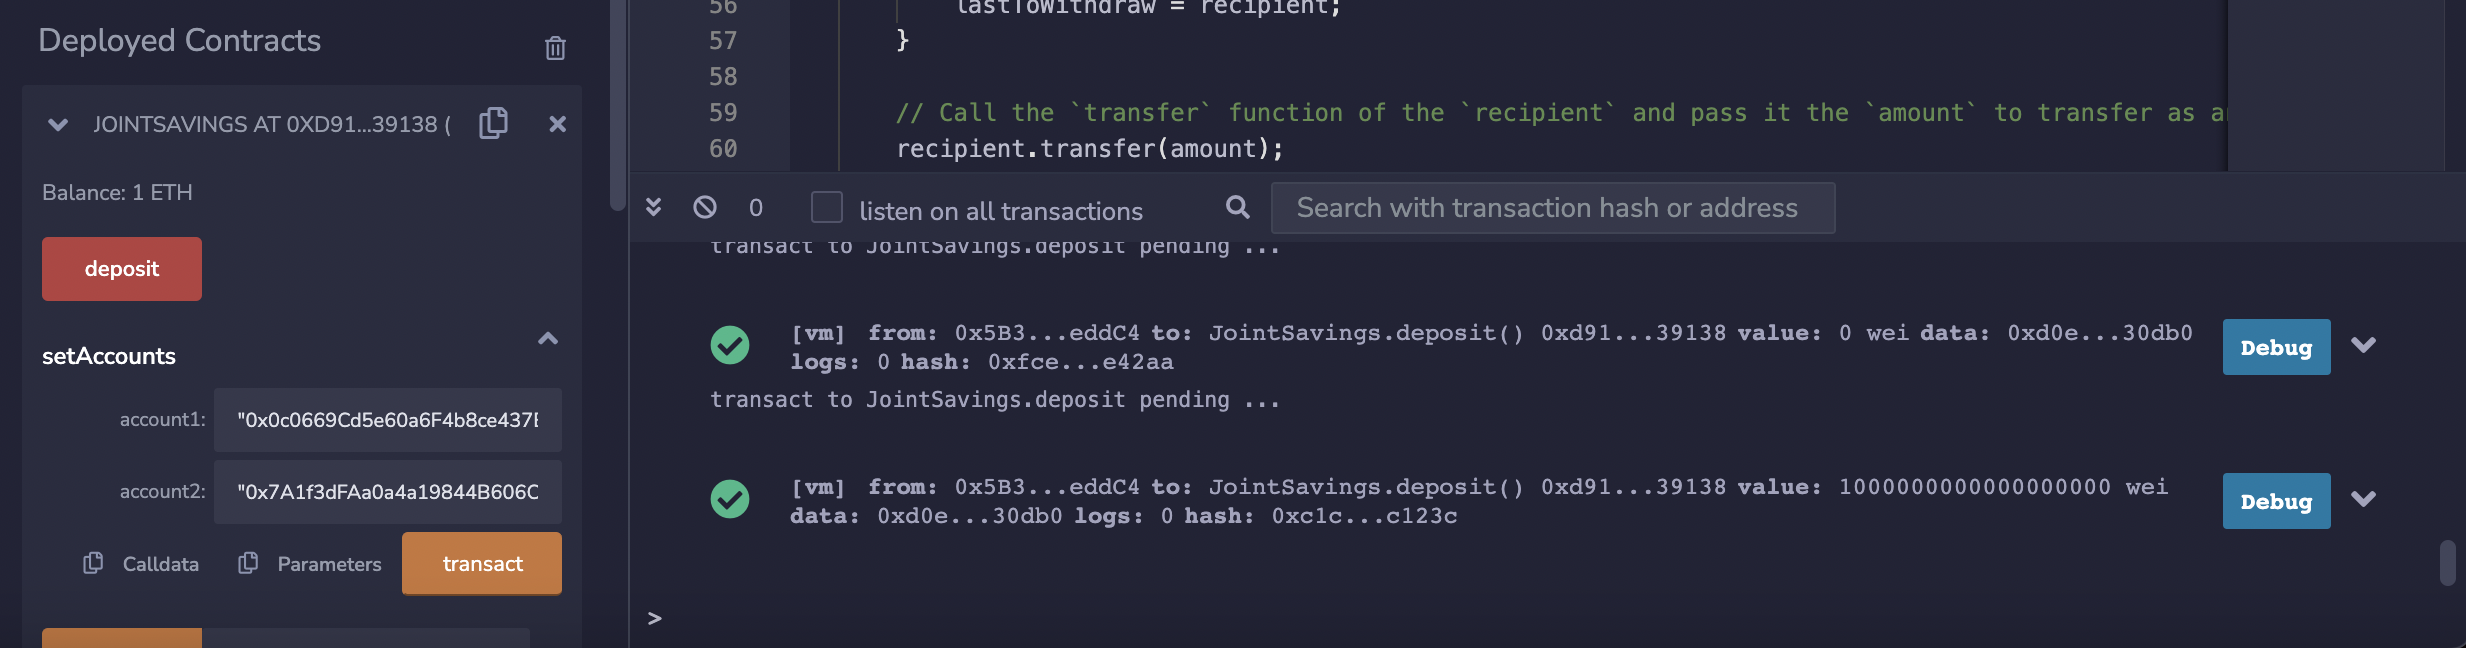 Deployed Contracts
JOINTSAVINGS AT 0XD91...39138 (
Balance: 1 ETH
deposit
setAccounts
account1: "0x0c0669Cd5e60a6F4b8ce437E
account2: "0x7A1f3dFAa0a4a19844B606C
Calldata Parameters transact
56 lastToWithdraw = recipient;
57 }
58
59 // Call the `transfer` function of the `recipient` and pass it the `amount` to transfer as a
60 recipient.transfer(amount);
0 listen on all transactions Search with transaction hash or address
transact to JointSavings.deposit pending ...
[vm] from: 0x5B3...eddC4 to: JointSavings.deposit() 0xd91...39138 value: 0 wei data: 0xd0e...30db0
logs: 0 hash: 0xfce...e42aa
Debug
transact to JointSavings.deposit pending ...
[vm] from: 0x5B3...eddC4 to: JointSavings.deposit() 0xd91...39138 value: 1000000000000000000 wei
data: 0xd0e...30db0 logs: 0 hash: 0xc1c...c123c
Debug
>